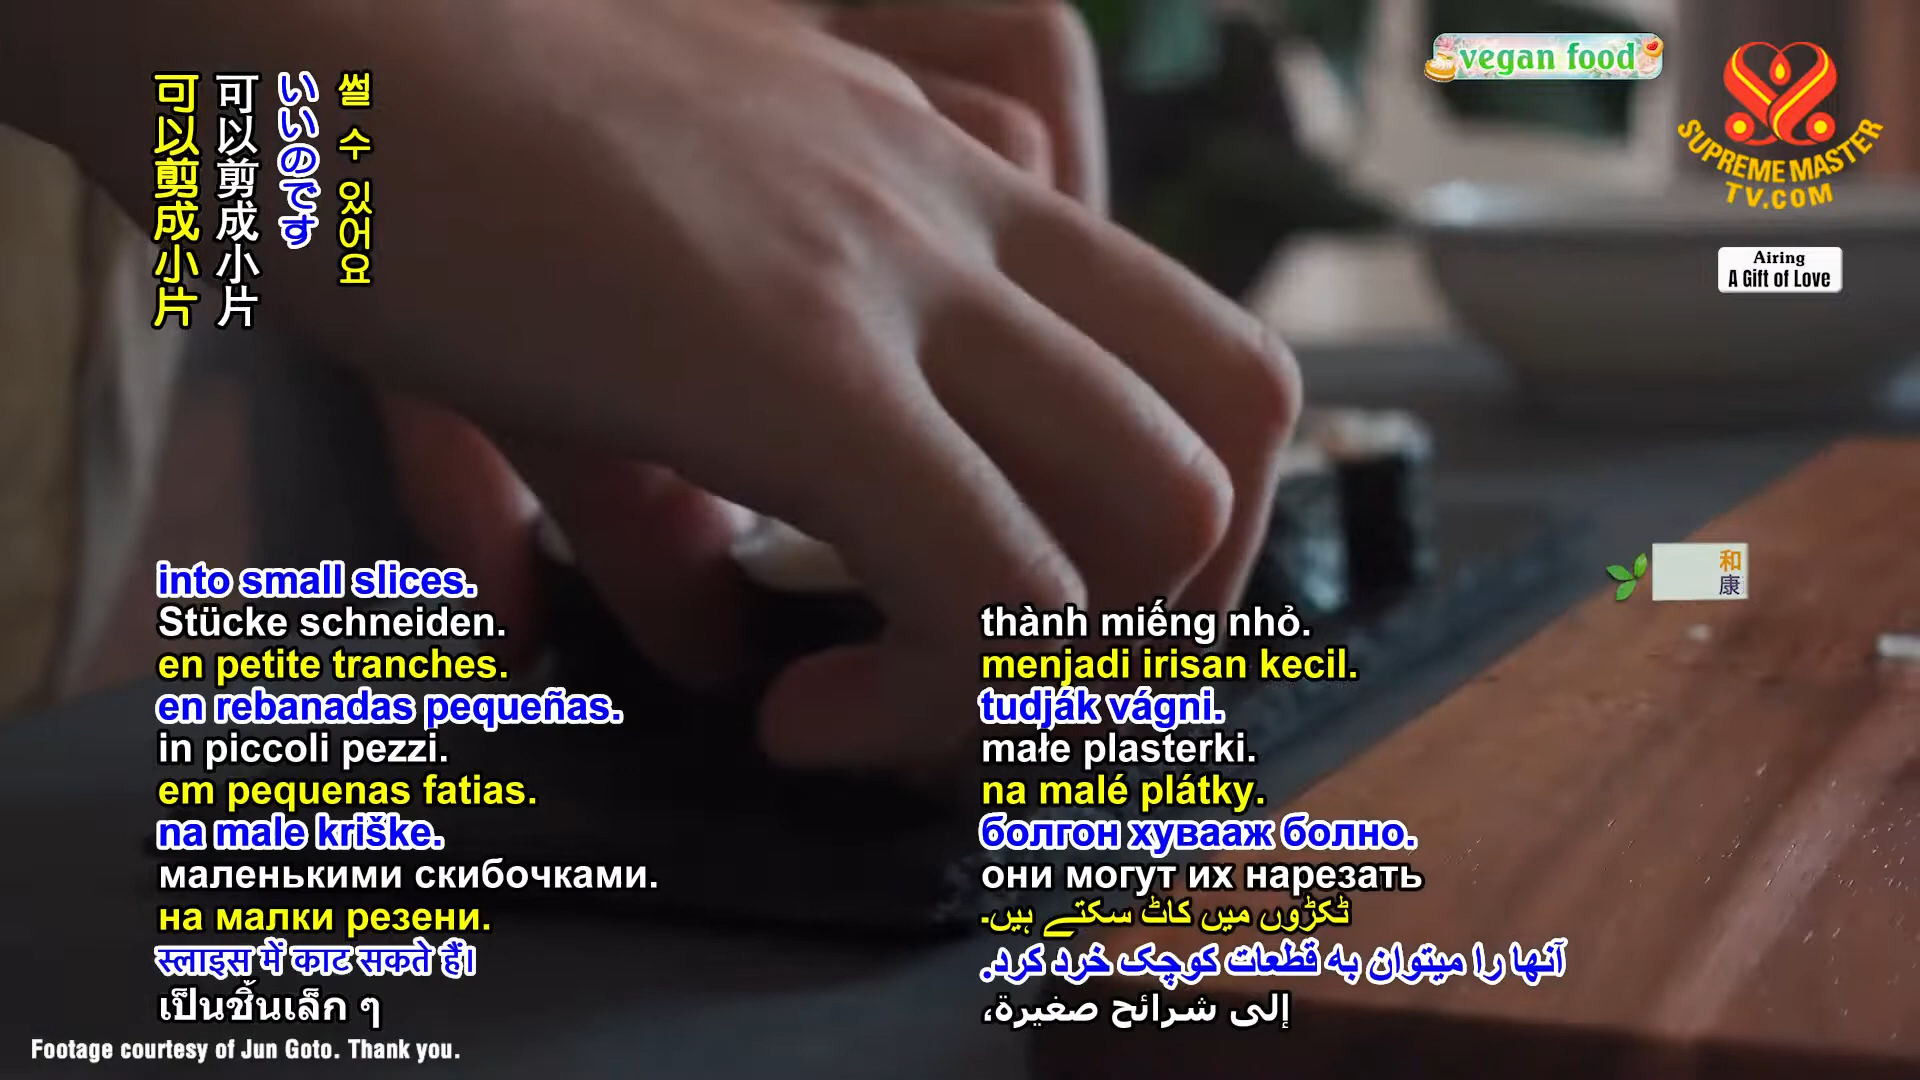 可以剪成小片
可以剪成小片
いいのです
썰 수 있어요
vegan food
SUPREME MASTER
TV.COM
Airing
A Gift of Love
和
康
into small slices.
Stücke schneiden.
en petite tranches.
en rebanadas pequeñas.
in piccoli pezzi.
em pequenas fatias.
na male kriške.
маленькими скибочками.
на малки резени.
स्लाइस में काट सकते हैं।
เป็นชิ้นเล็ก ๆ
thành miếng nhỏ.
menjadi irisan kecil.
tudják vágni.
małe plasterki.
na malé plátky.
болгон хувааж болно.
они могут их нарезать
ٹکڑوں میں کاٹ سکتے ہیں۔
آنها را میتوان به قطعات کوچک خرد کرد.
إلى شرائح صغيرة،
Footage courtesy of Jun Goto. Thank you.